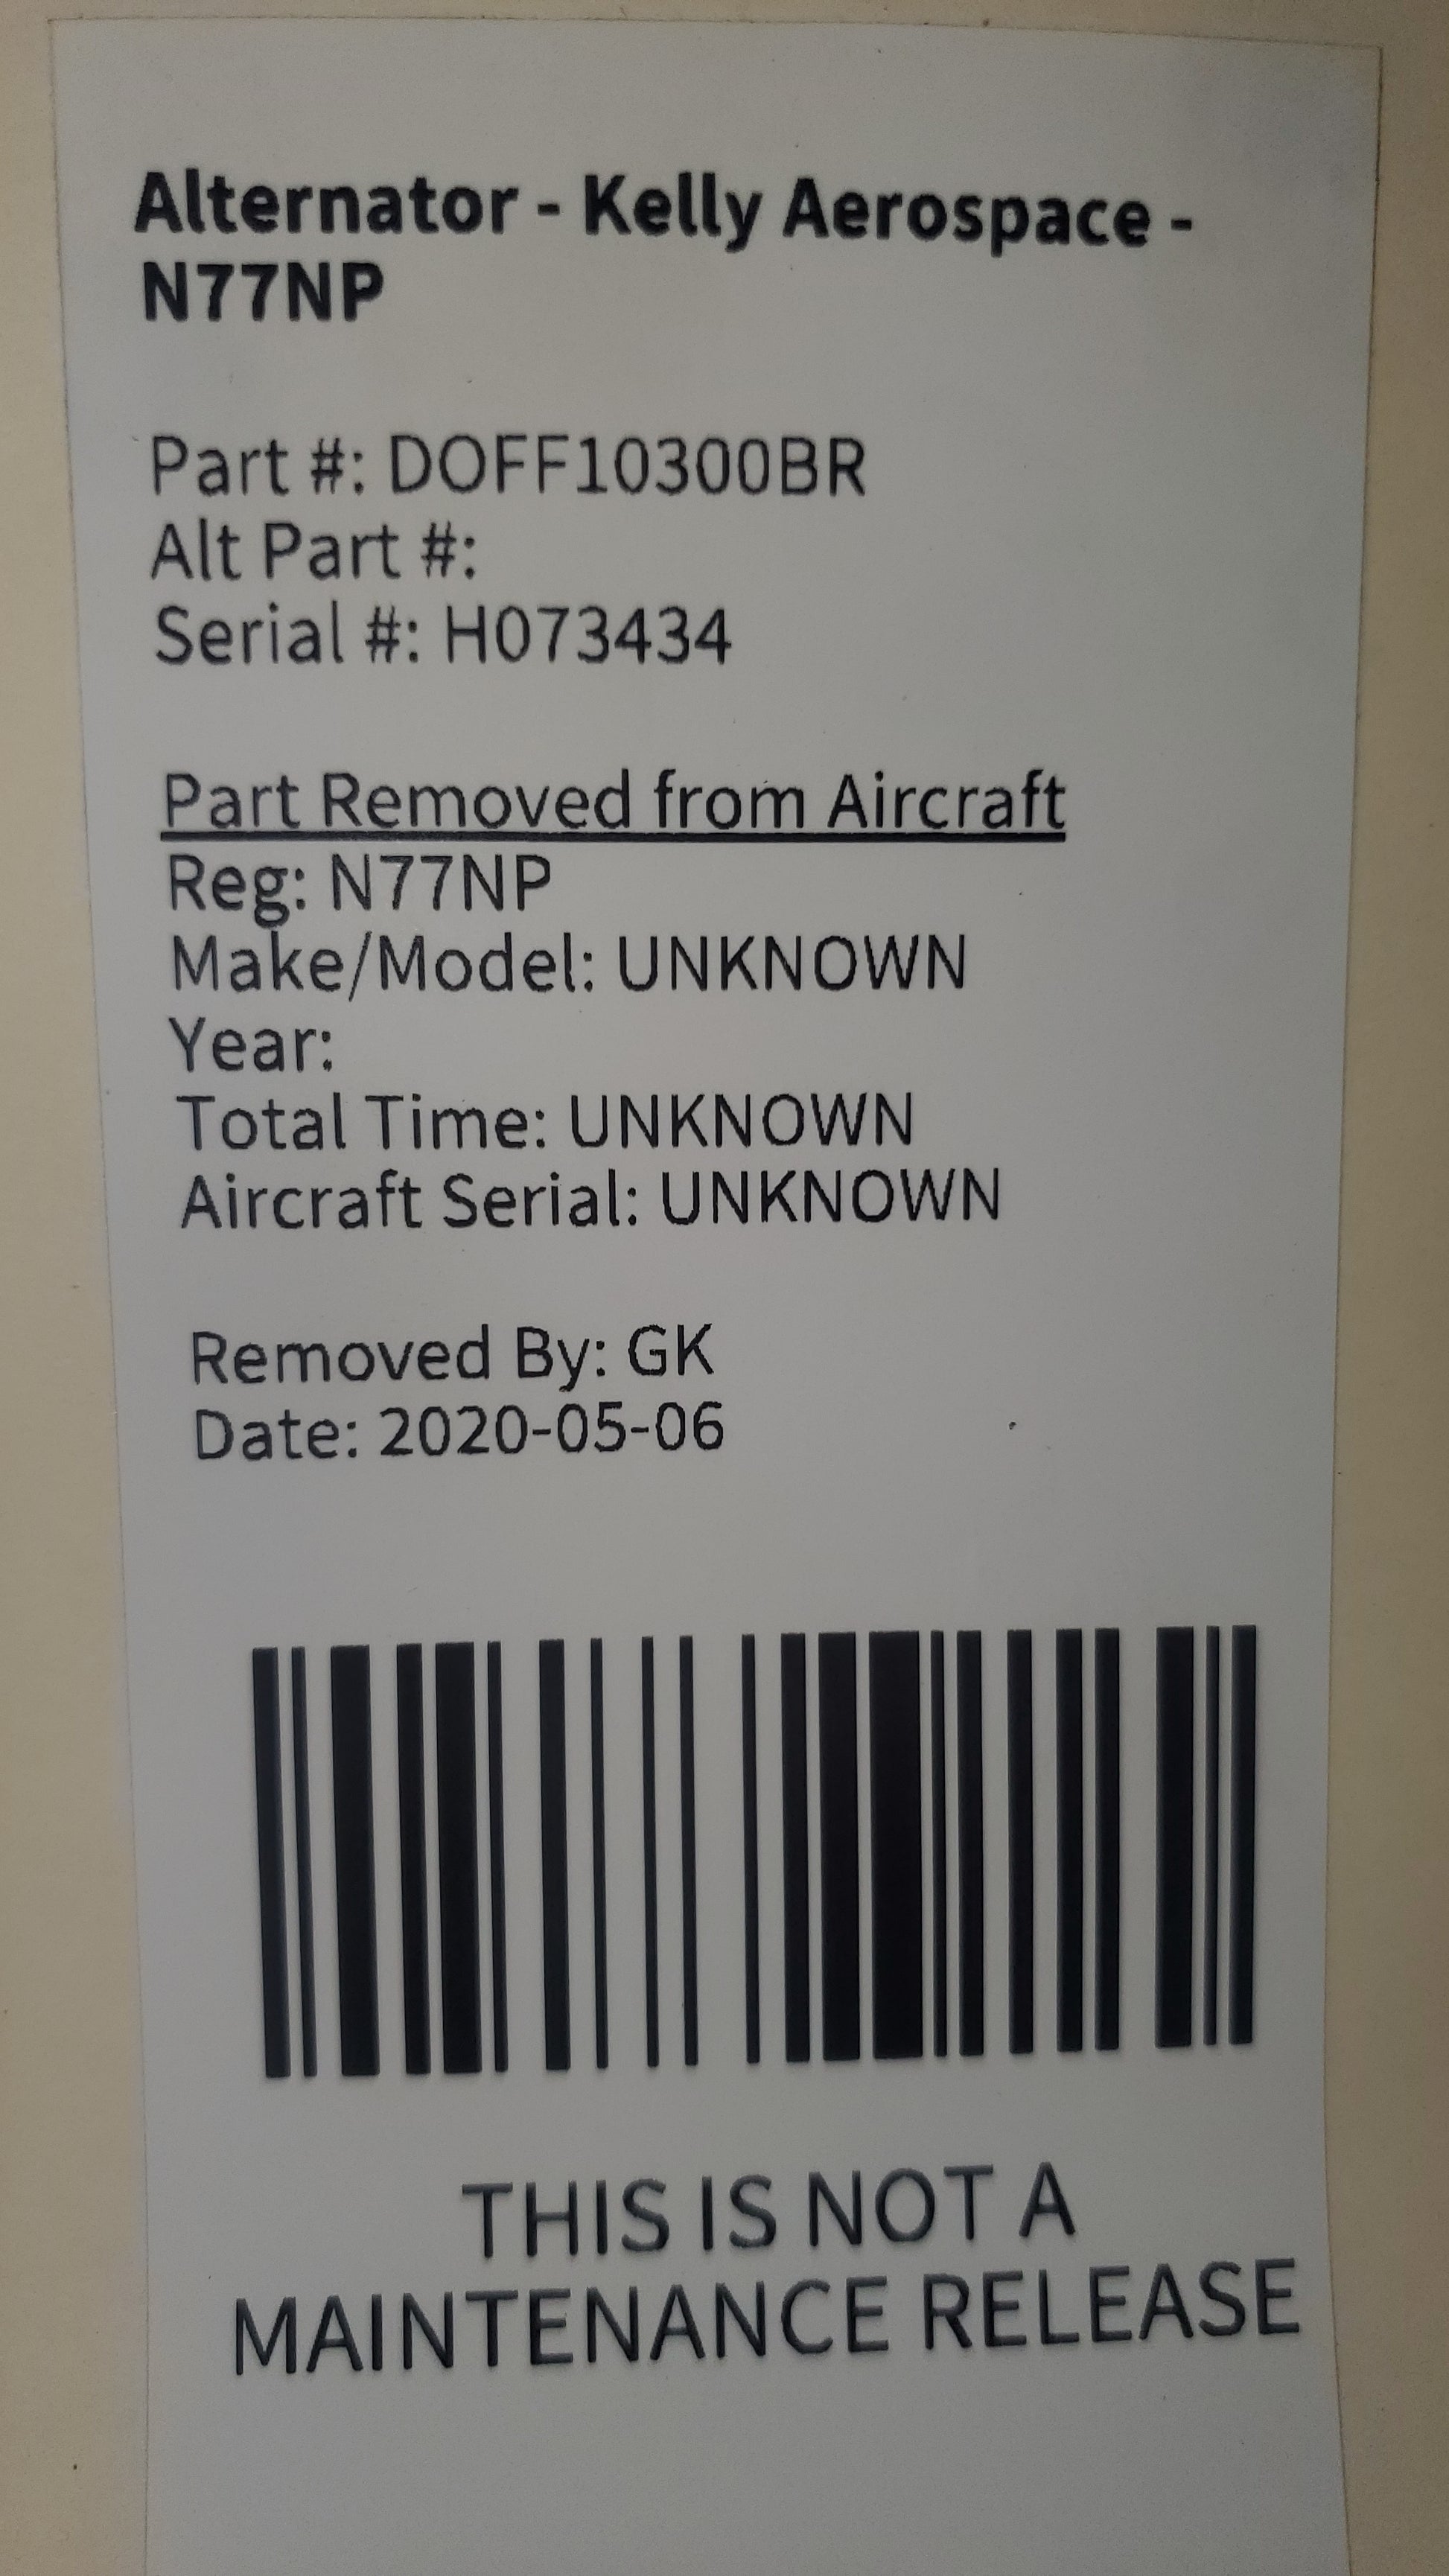 Alternator - Kelly Aerospace -
N77NP
Part #: DOFF10300BR
Alt Part #:
Serial #: H073434
Part Removed from Aircraft
Reg: N77NP
Make/Model: UNKNOWN
Year:
Total Time: UNKNOWN
Aircraft Serial: UNKNOWN
Removed By: GK
Date: 2020-05-06
THIS IS NOT A
MAINTENANCE RELEASE